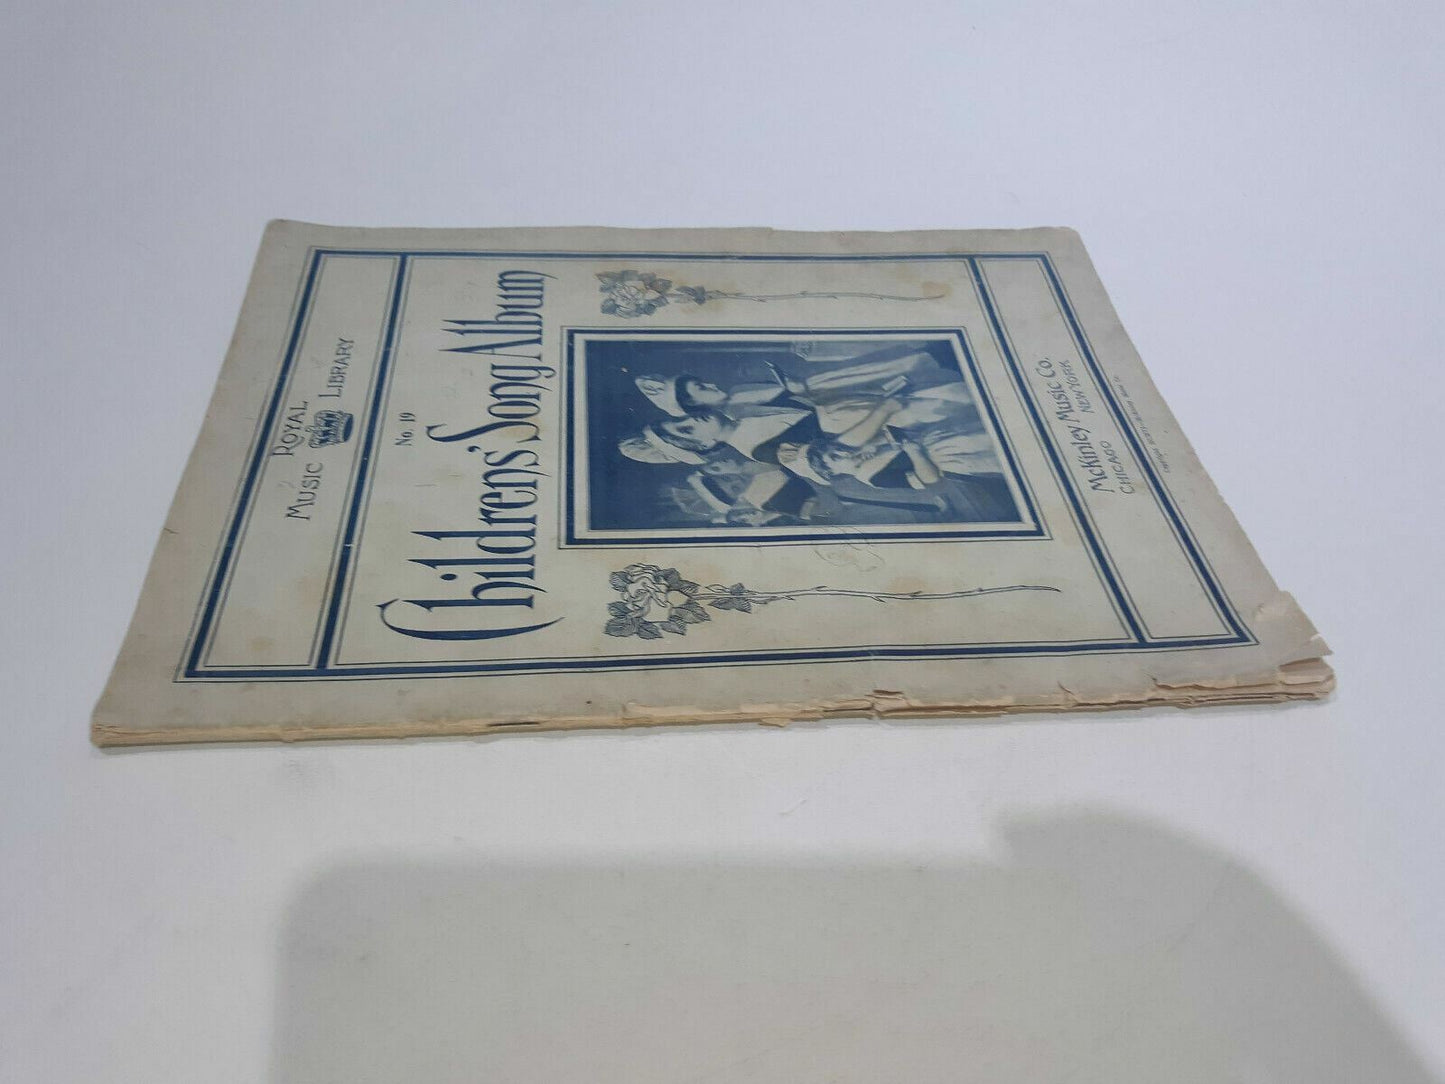 ROYAL
MUSIC LIBRARY
No. 19
Childrens' Song Album
McKinley Music Co.
CHICAGO NEW YORK